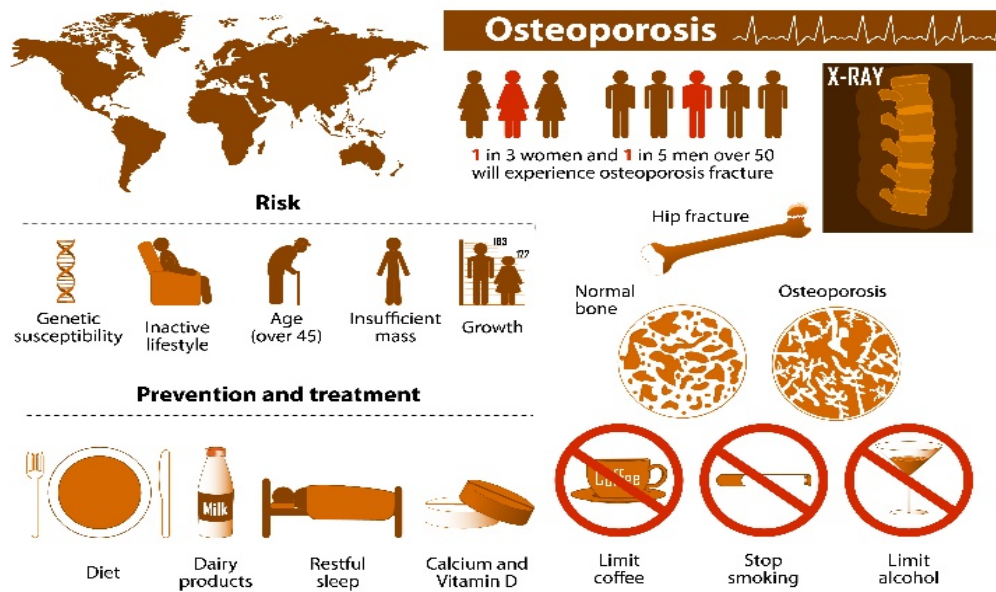 Osteoporosis
X-RAY
1 in 3 women and 1 in 5 men over 50
will experience osteoporosis fracture
Risk
Genetic
susceptibility
Inactive
lifestyle
Age
(over 45)
Insufficient
mass
183
122
Growth
Hip fracture
Normal
bone
Osteoporosis
Prevention and treatment
Diet
Milk
Dairy
products
Restful
sleep
Calcium and
Vitamin D
Coffee
Limit
coffee
Stop
smoking
Limit
alcohol